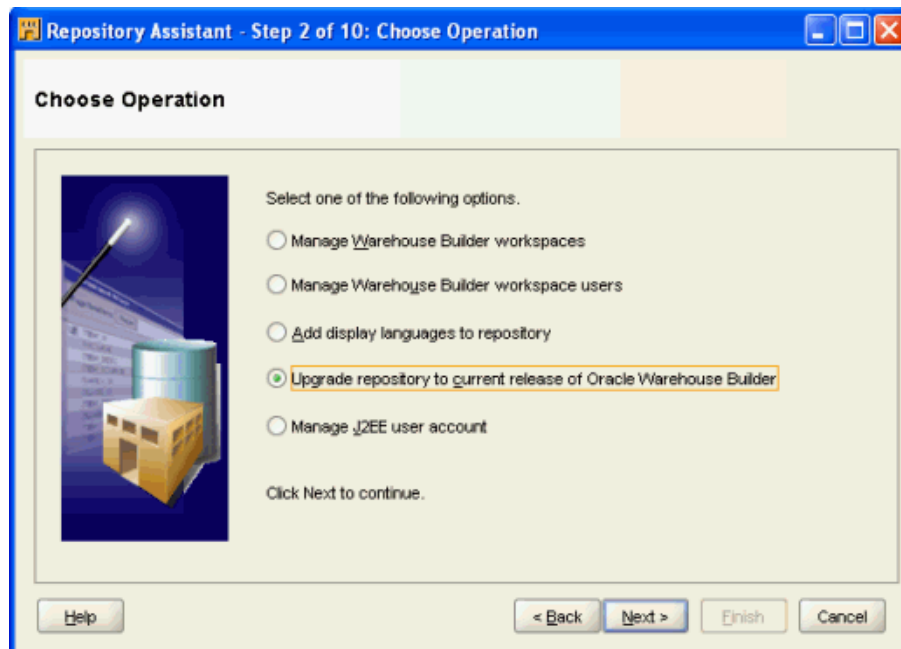 Repository Assistant - Step 2 of 10: Choose Operation
Choose Operation
Select one of the following options.
Manage Warehouse Builder workspaces
Manage Warehouse Builder workspace users
Add display languages to repository
Upgrade repository to current release of Oracle Warehouse Builder
Manage J2EE user account
Click Next to continue.
Help
< Back
Next >
Finish
Cancel